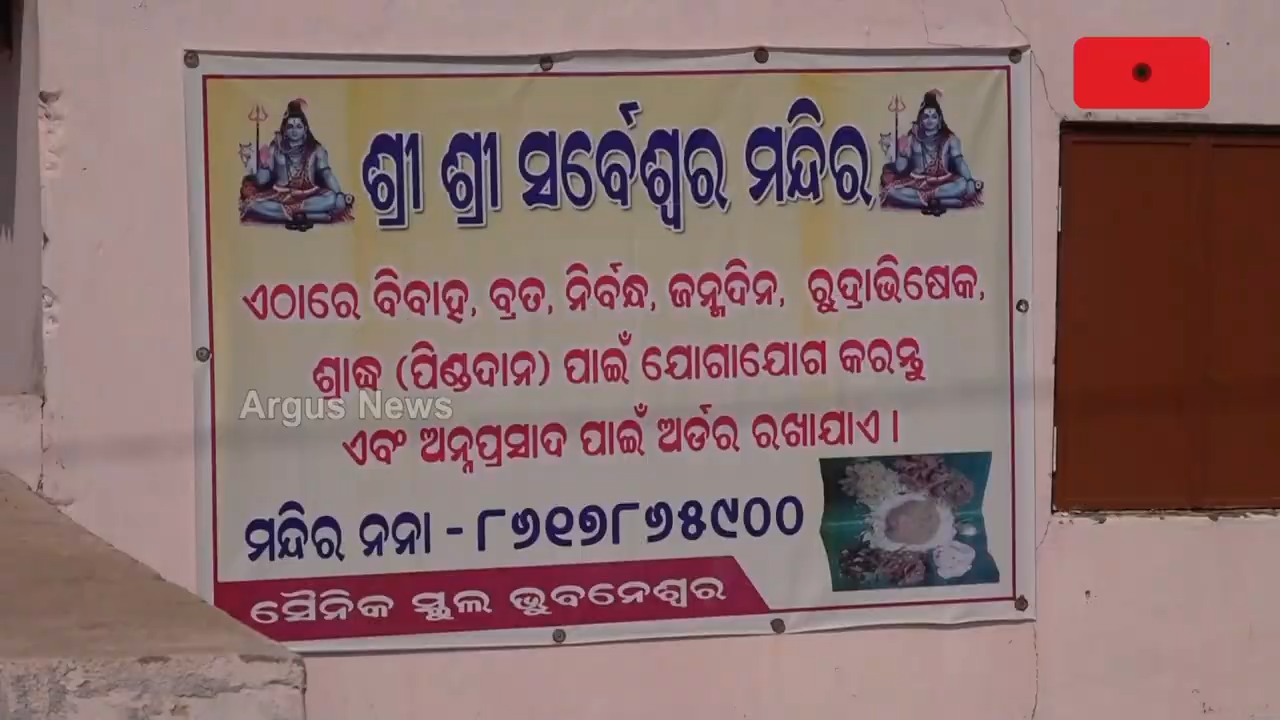 ଶ୍ରୀ ଶ୍ରୀ ସର୍ବେଶ୍ୱର ମନ୍ଦିର
ଏଠାରେ ବିବାହ, ବ୍ରତ, ନିର୍ବନ୍ଧ, ଜନ୍ମଦିନ, ରୁଦ୍ରାଭିଷେକ,
ଶ୍ରାଦ୍ଧ (ପିଣ୍ଡଦାନ) ପାଇଁ ଯୋଗାଯୋଗ କରନ୍ତୁ
Argus News
ଏବଂ ଅନ୍ନପ୍ରସାଦ ପାଇଁ ଅର୍ଡର ରଖାଯାଏ ।
ମନ୍ଦିର ନନା - ୮୬୧୭୮୬୫୯୦୦
ସୈନିକ ସ୍କୁଲ ଭୁବନେଶ୍ୱର